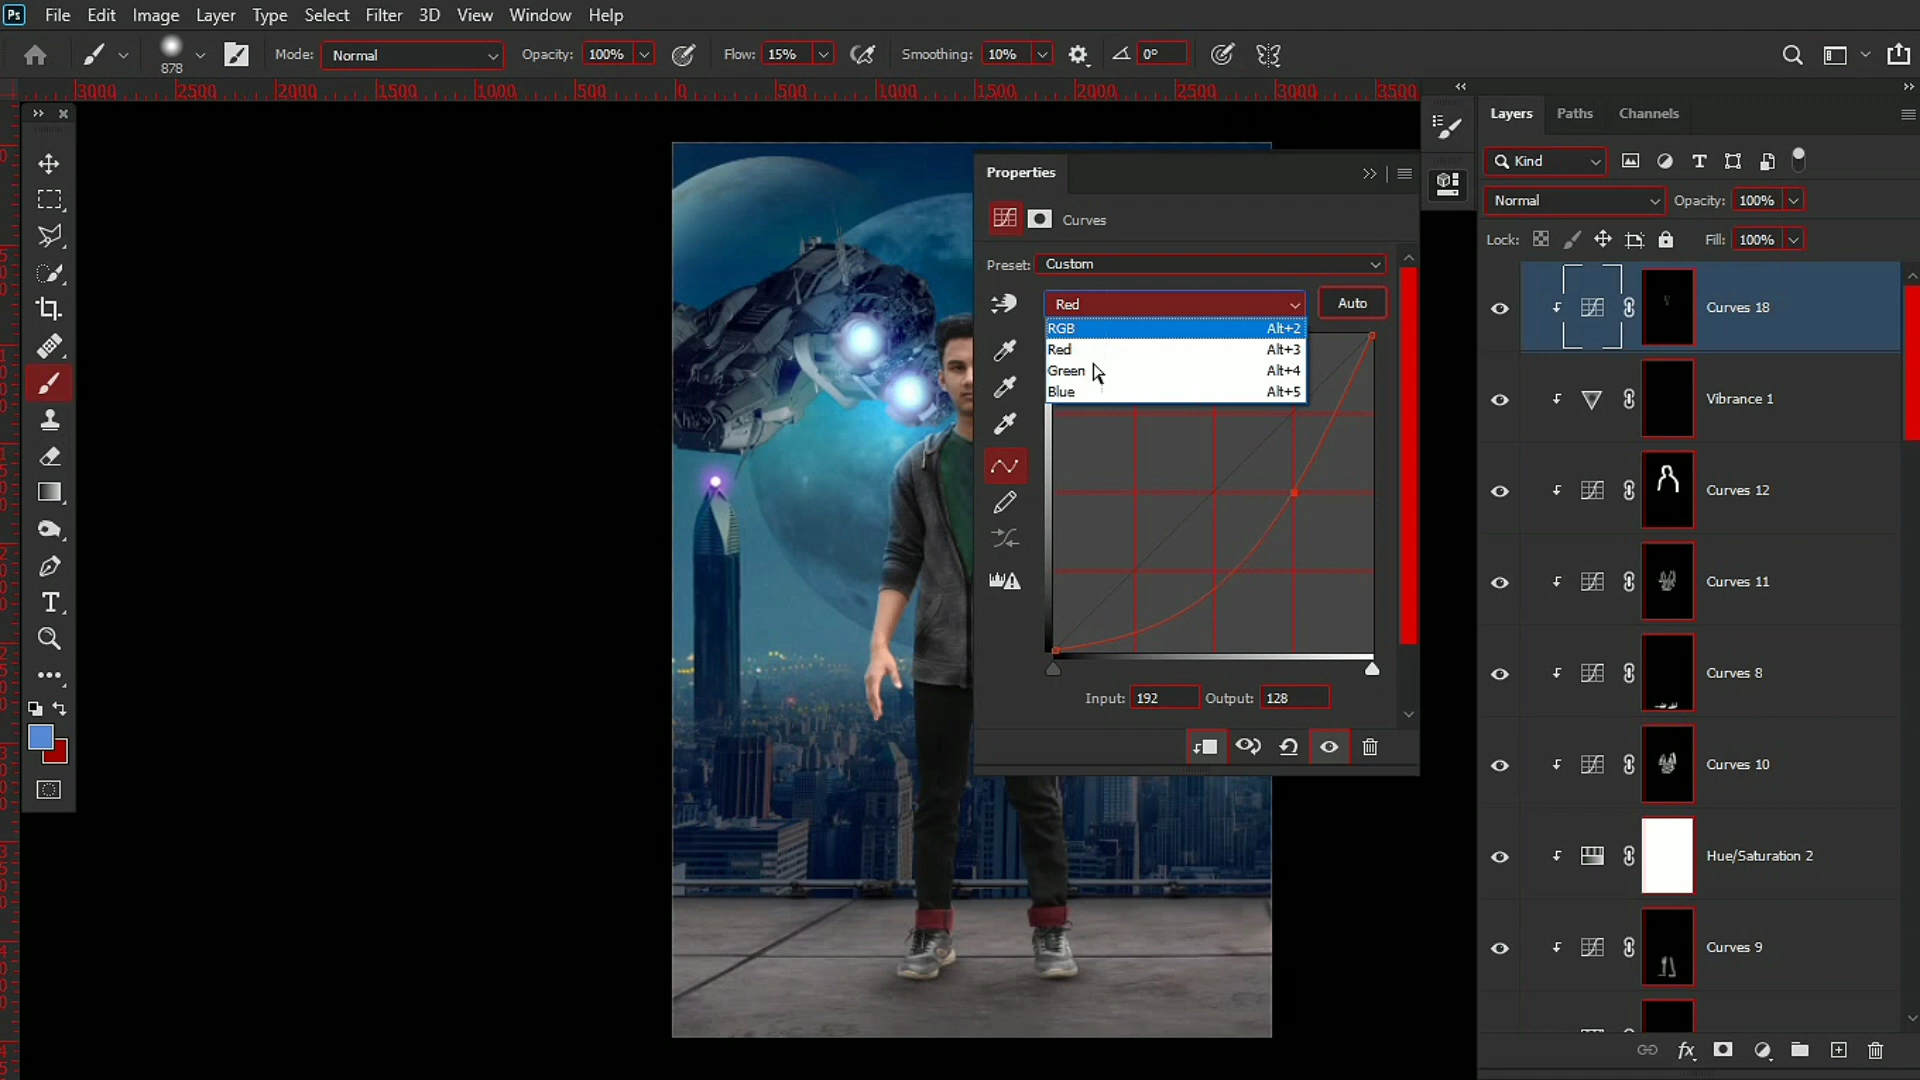 Ps File Edit Image Layer Type Select Filter 3D View Window Help
878 Mode: Normal Opacity: 100% Flow: 15% Smoothing: 10% 0°
3000 2500 2000 1500 1000 500 0 500 1000 1500 2000 2500 3000 3500
Properties
Curves
Preset: Custom
Red Auto
RGB Alt+2
Red Alt+3
Green Alt+4
Blue Alt+5
Input: 192 Output: 128
Layers Paths Channels
Kind
Normal Opacity: 100%
Lock: Fill: 100%
Curves 18
Vibrance 1
Curves 12
Curves 11
Curves 8
Curves 10
Hue/Saturation 2
Curves 9
fx